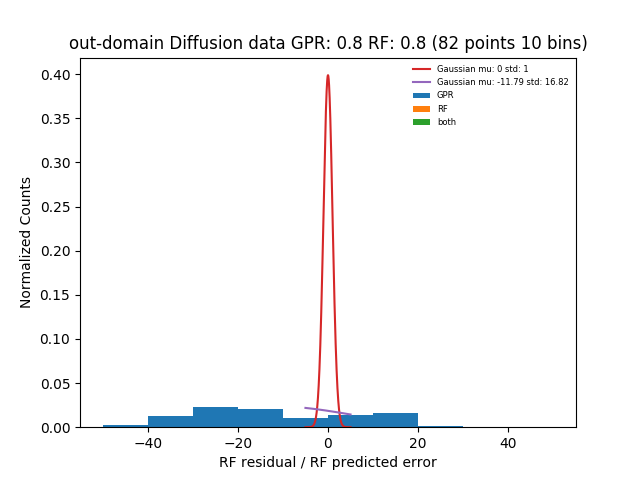 out-domain Diffusion data GPR: 0.8 RF: 0.8 (82 points 10 bins)
Gaussian mu: 0 std: 1
Gaussian mu: -11.79 std: 16.82
GPR
RF
both
Normalized Counts
0.40
0.35
0.30
0.25
0.20
0.15
0.10
0.05
0.00
−40 −20 0 20 40
RF residual / RF predicted error